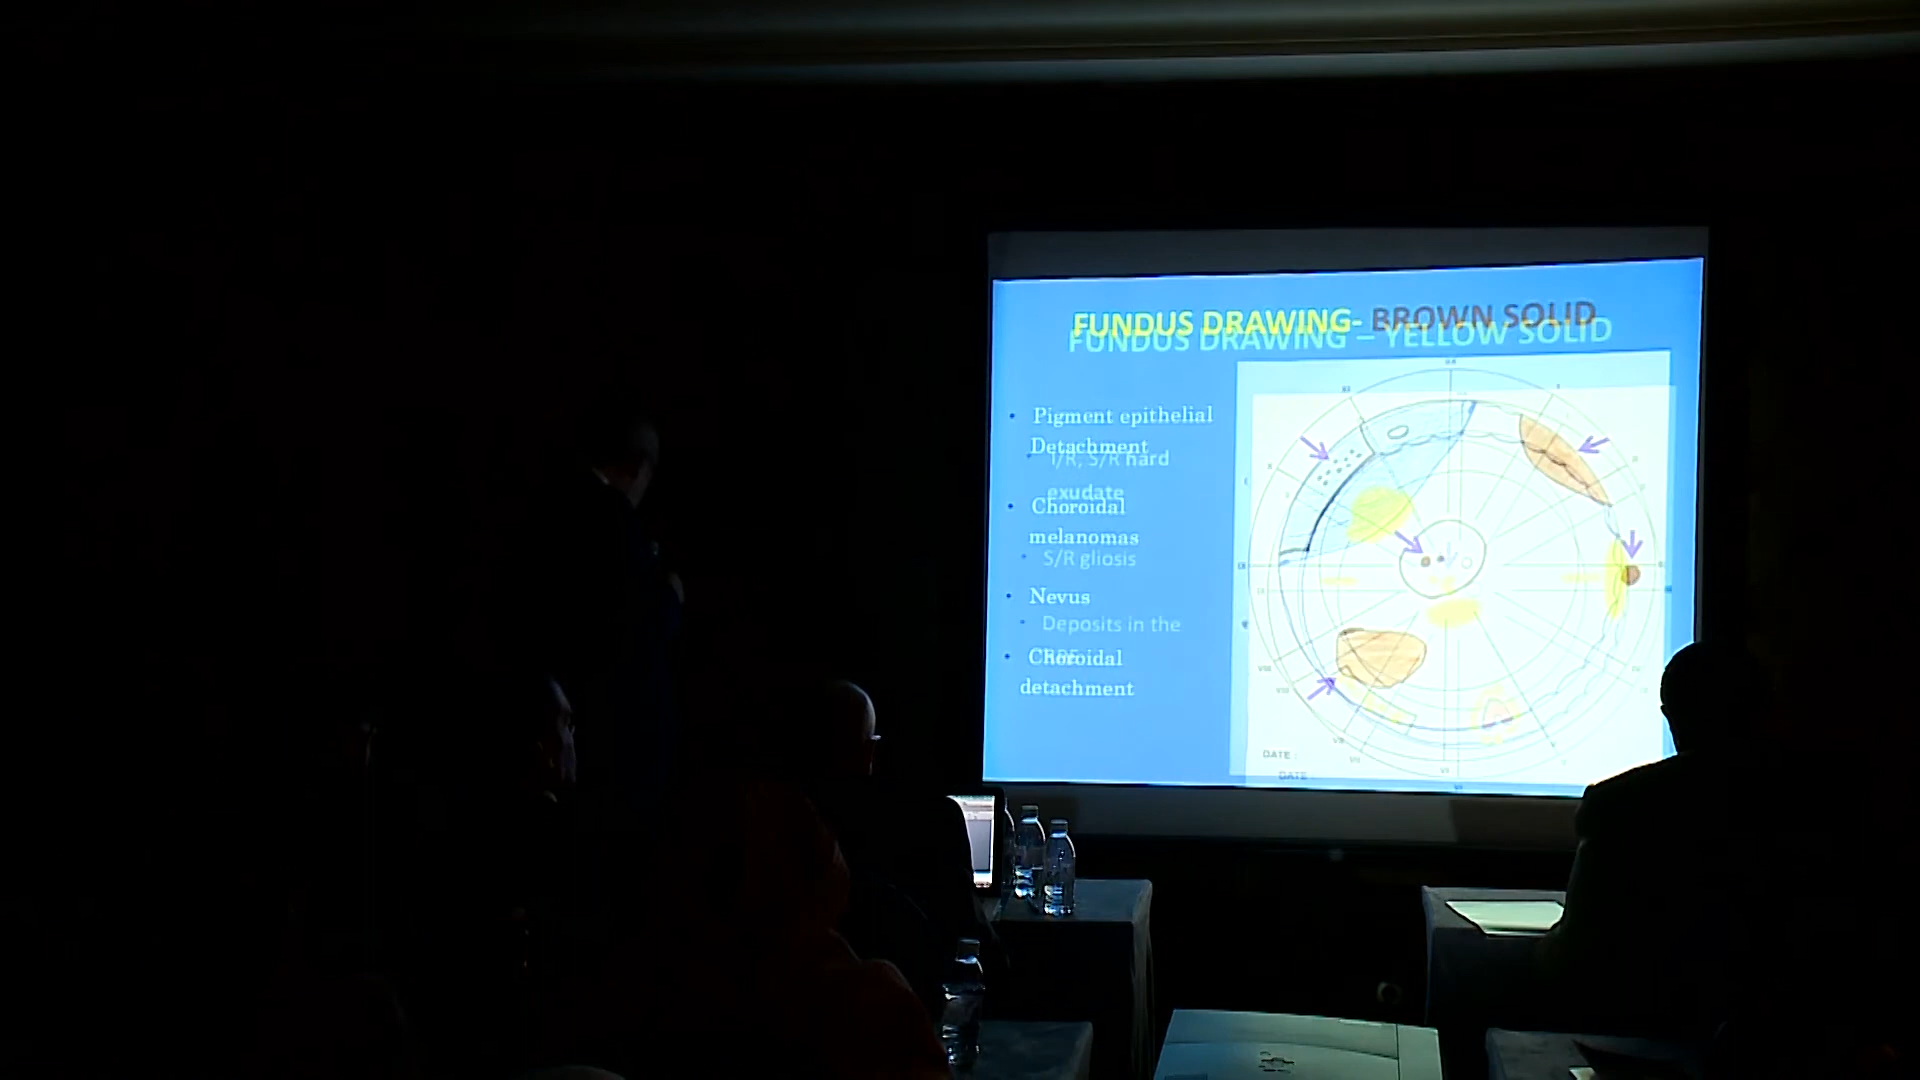 FUNDUS DRAWING- BROWN SOLID
FUNDUS DRAWING – YELLOW SOLID
• Pigment epithelial
Detachment
• I/R, S/R hard
exudate
• Choroidal
melanomas
• S/R gliosis
• Nevus
• Deposits in the
• Choroidal
detachment
DATE :
DATE